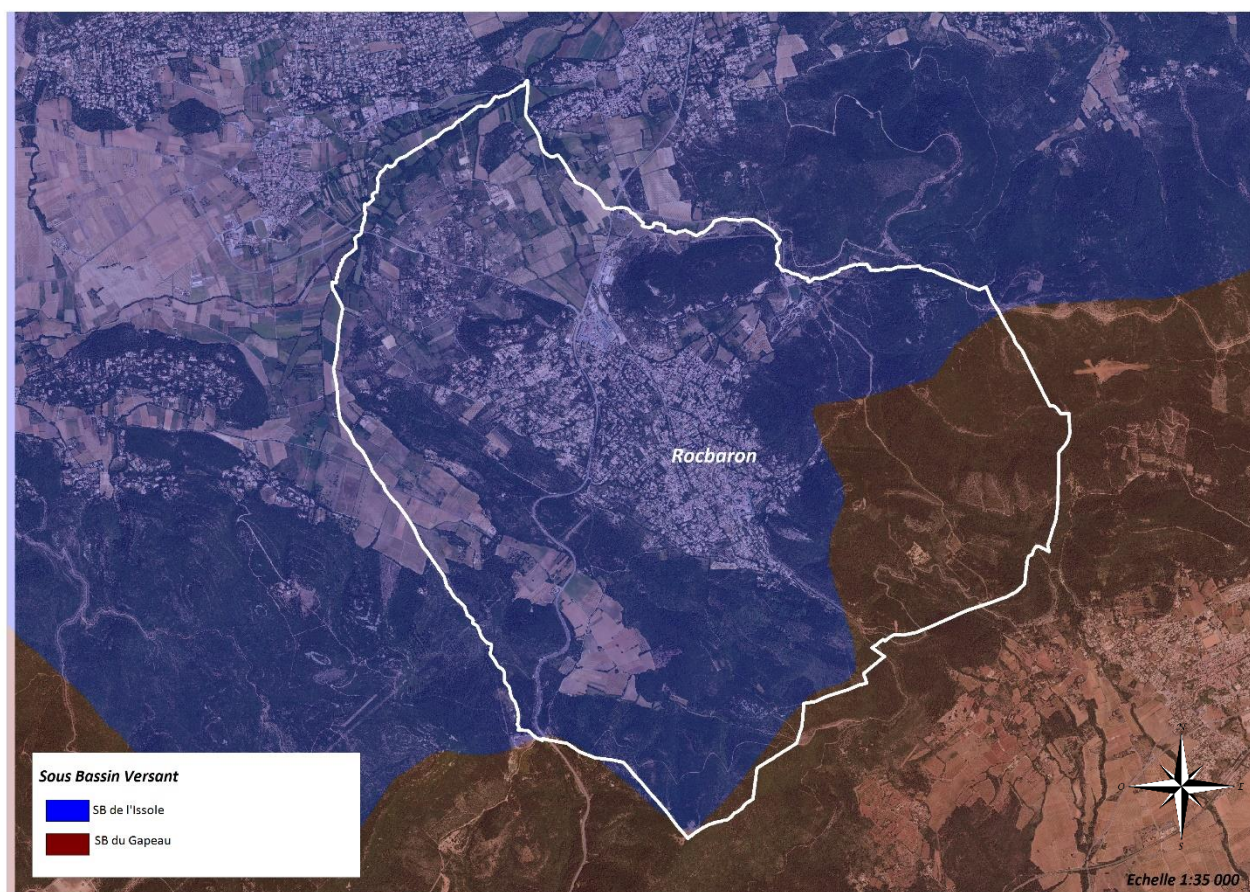 Rocbaron
Sous Bassin Versant
SB de l'Issole
SB du Gapeau
N
O
E
S
Echelle 1:35 000